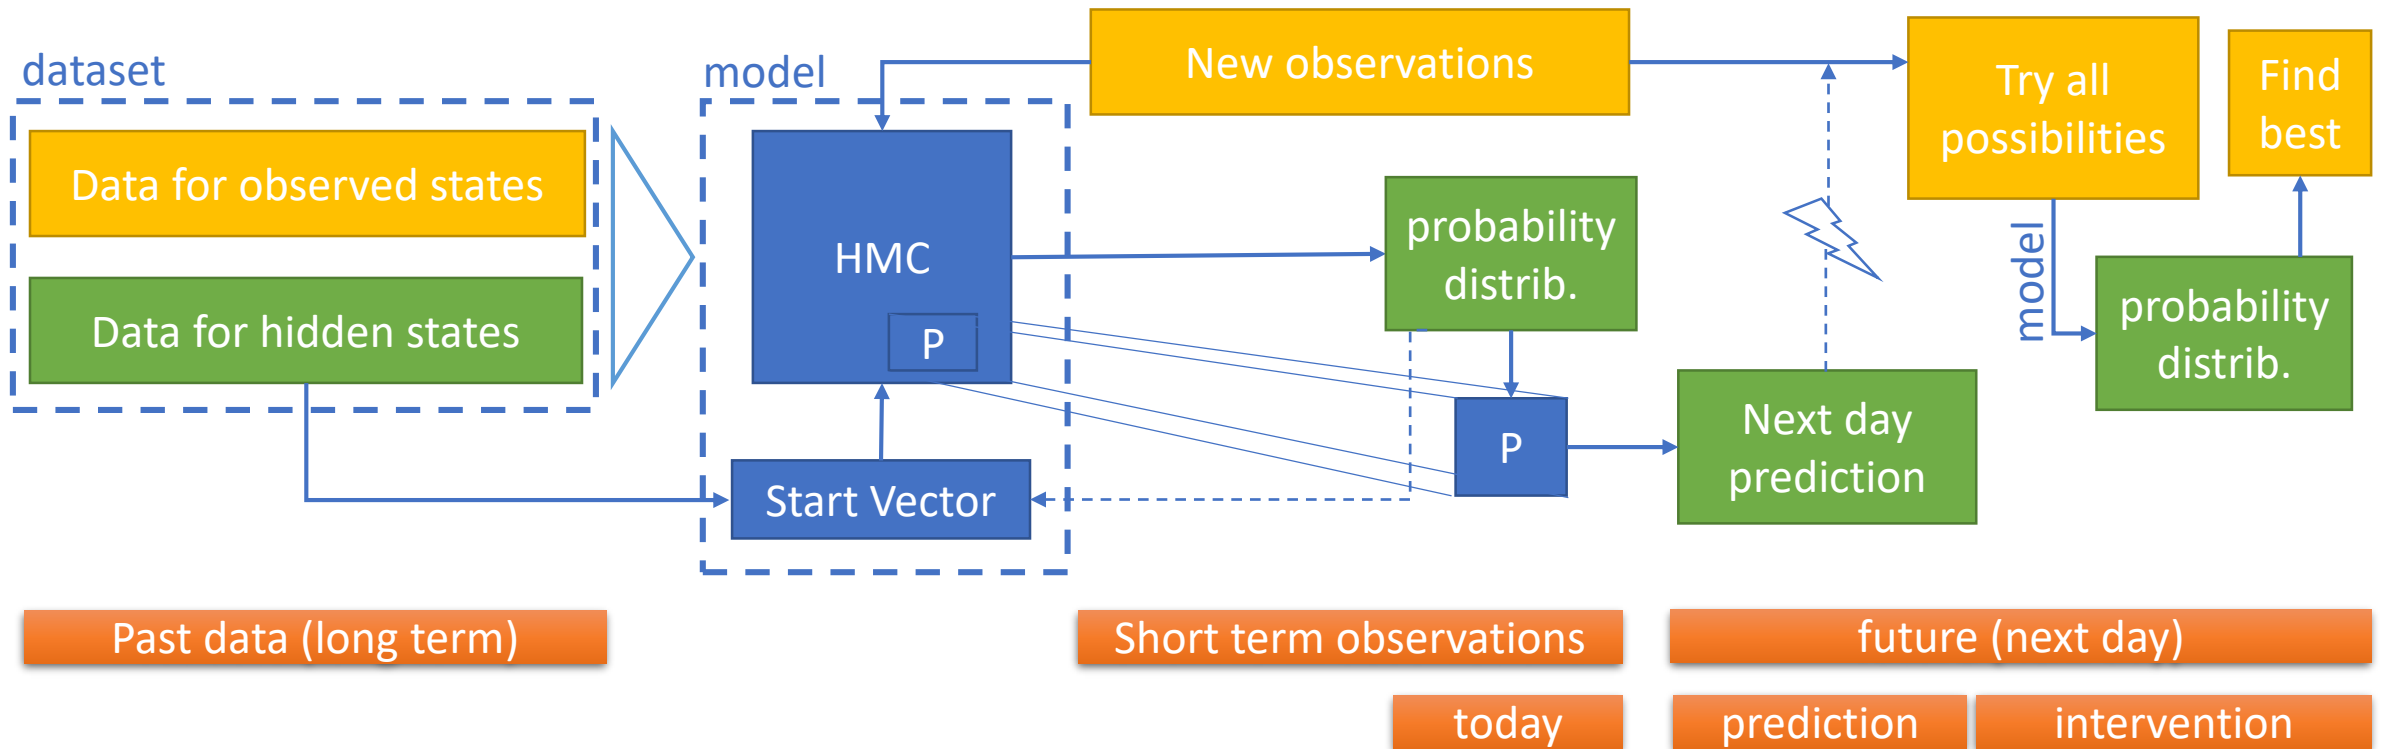 dataset
Data for observed states
Data for hidden states
model
HMC
P
Start Vector
New observations
probability
distrib.
P
Next day
prediction
Try all
possibilities
model
probability
distrib.
Find
best
Past data (long term)
Short term observations
future (next day)
today
prediction
intervention